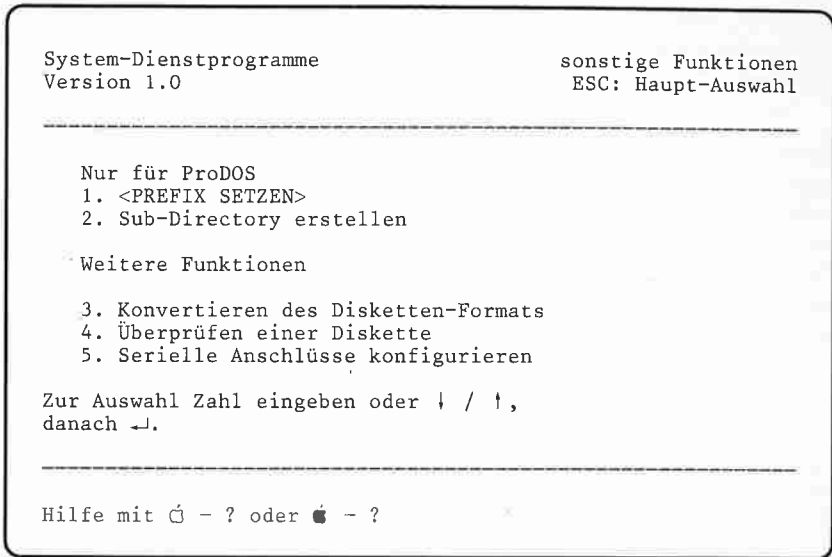 System-Dienstprogramme sonstige Funktionen
Version 1.0 ESC: Haupt-Auswahl
Nur für ProDOS
1. <PREFIX SETZEN>
2. Sub-Directory erstellen
Weitere Funktionen
3. Konvertieren des Disketten-Formats
4. Überprüfen einer Diskette
5. Serielle Anschlüsse konfigurieren
Zur Auswahl Zahl eingeben oder ↓ / ↑,
danach ↵.
Hilfe mit  - ? oder  - ?